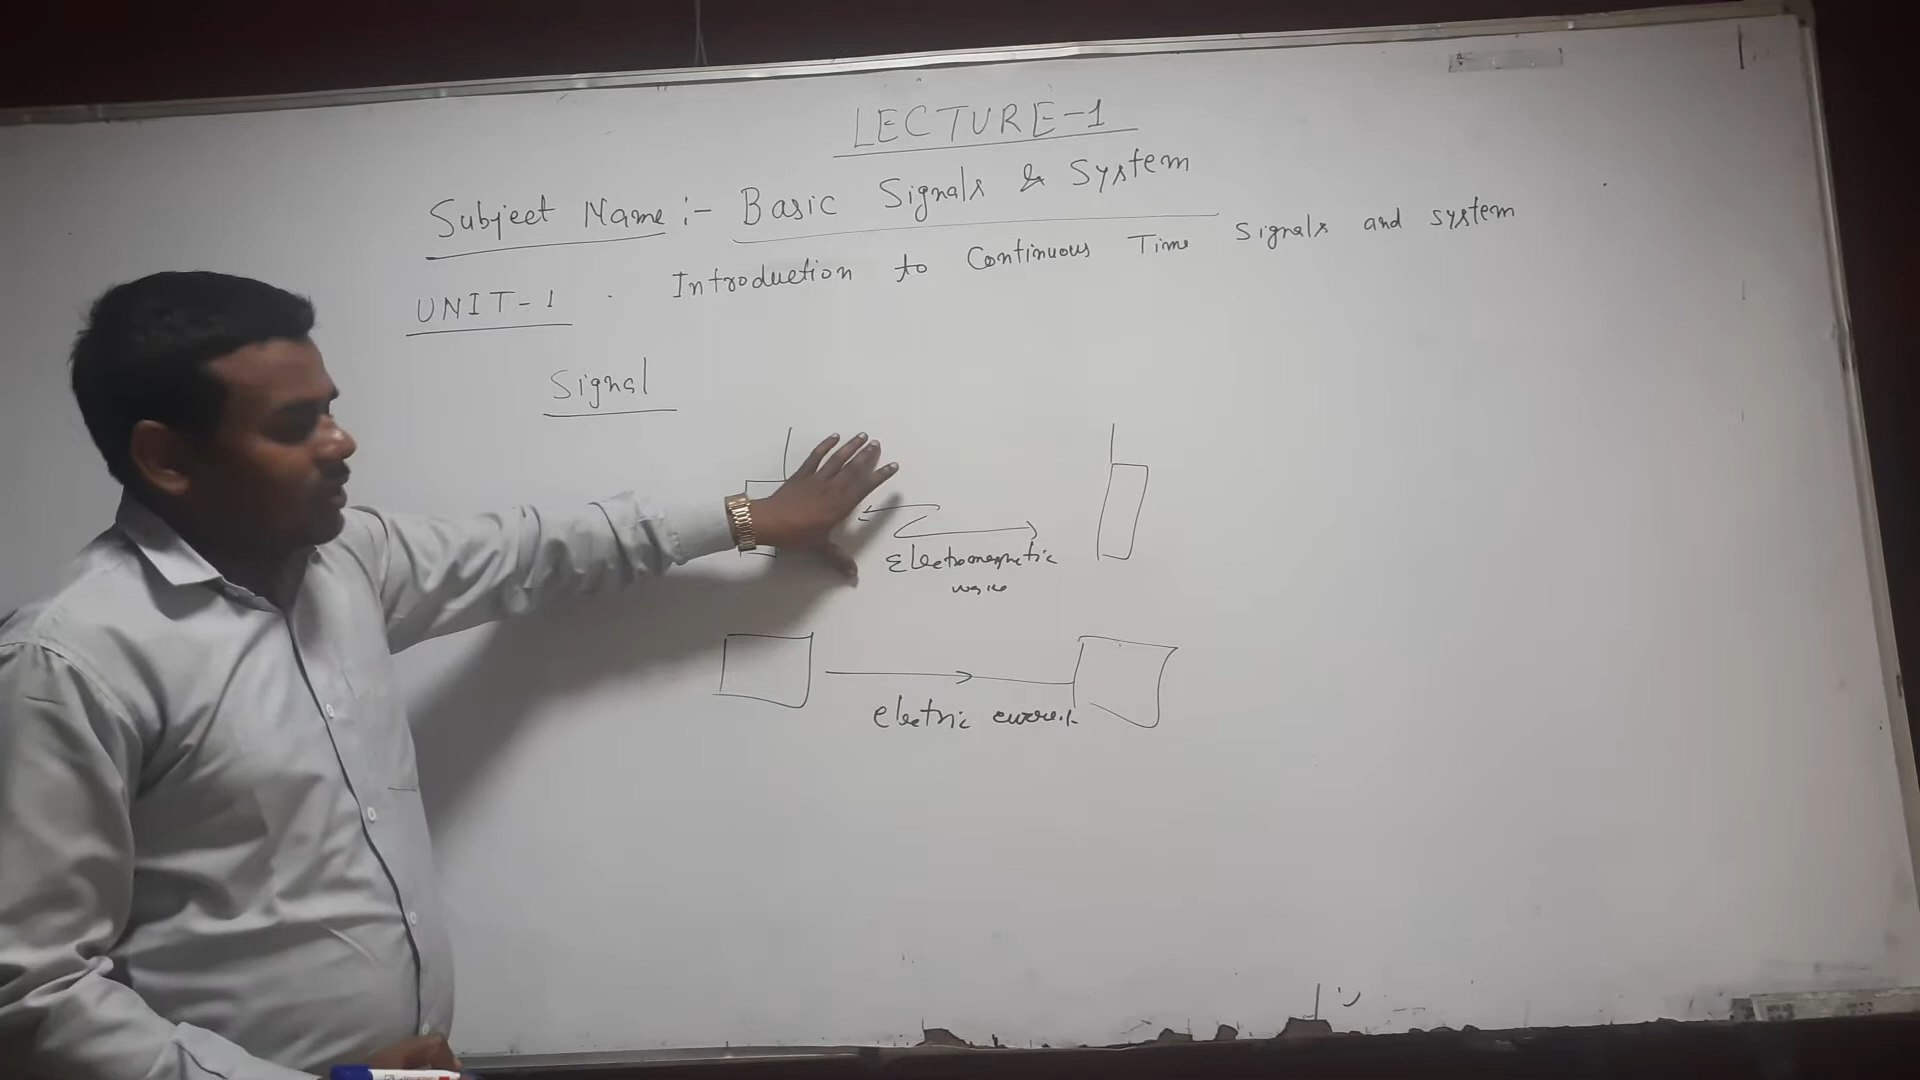 LECTURE-1
Subject Name :- Basic Signals & System
UNIT-1 . Introduction to Continuous Time Signals and system
Signal
Electromagnetic
wave
electric current